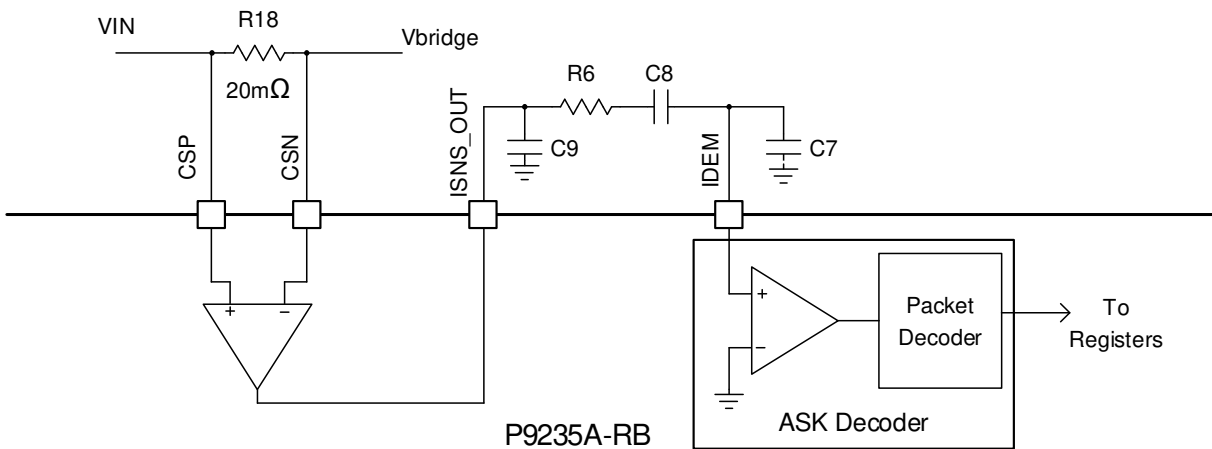 VIN
R18
Vbridge
20mΩ
CSP
CSN
ISNS_OUT
C9
R6
C8
IDEM
C7
+
−
+
−
Packet
Decoder
To
Registers
ASK Decoder
P9235A-RB